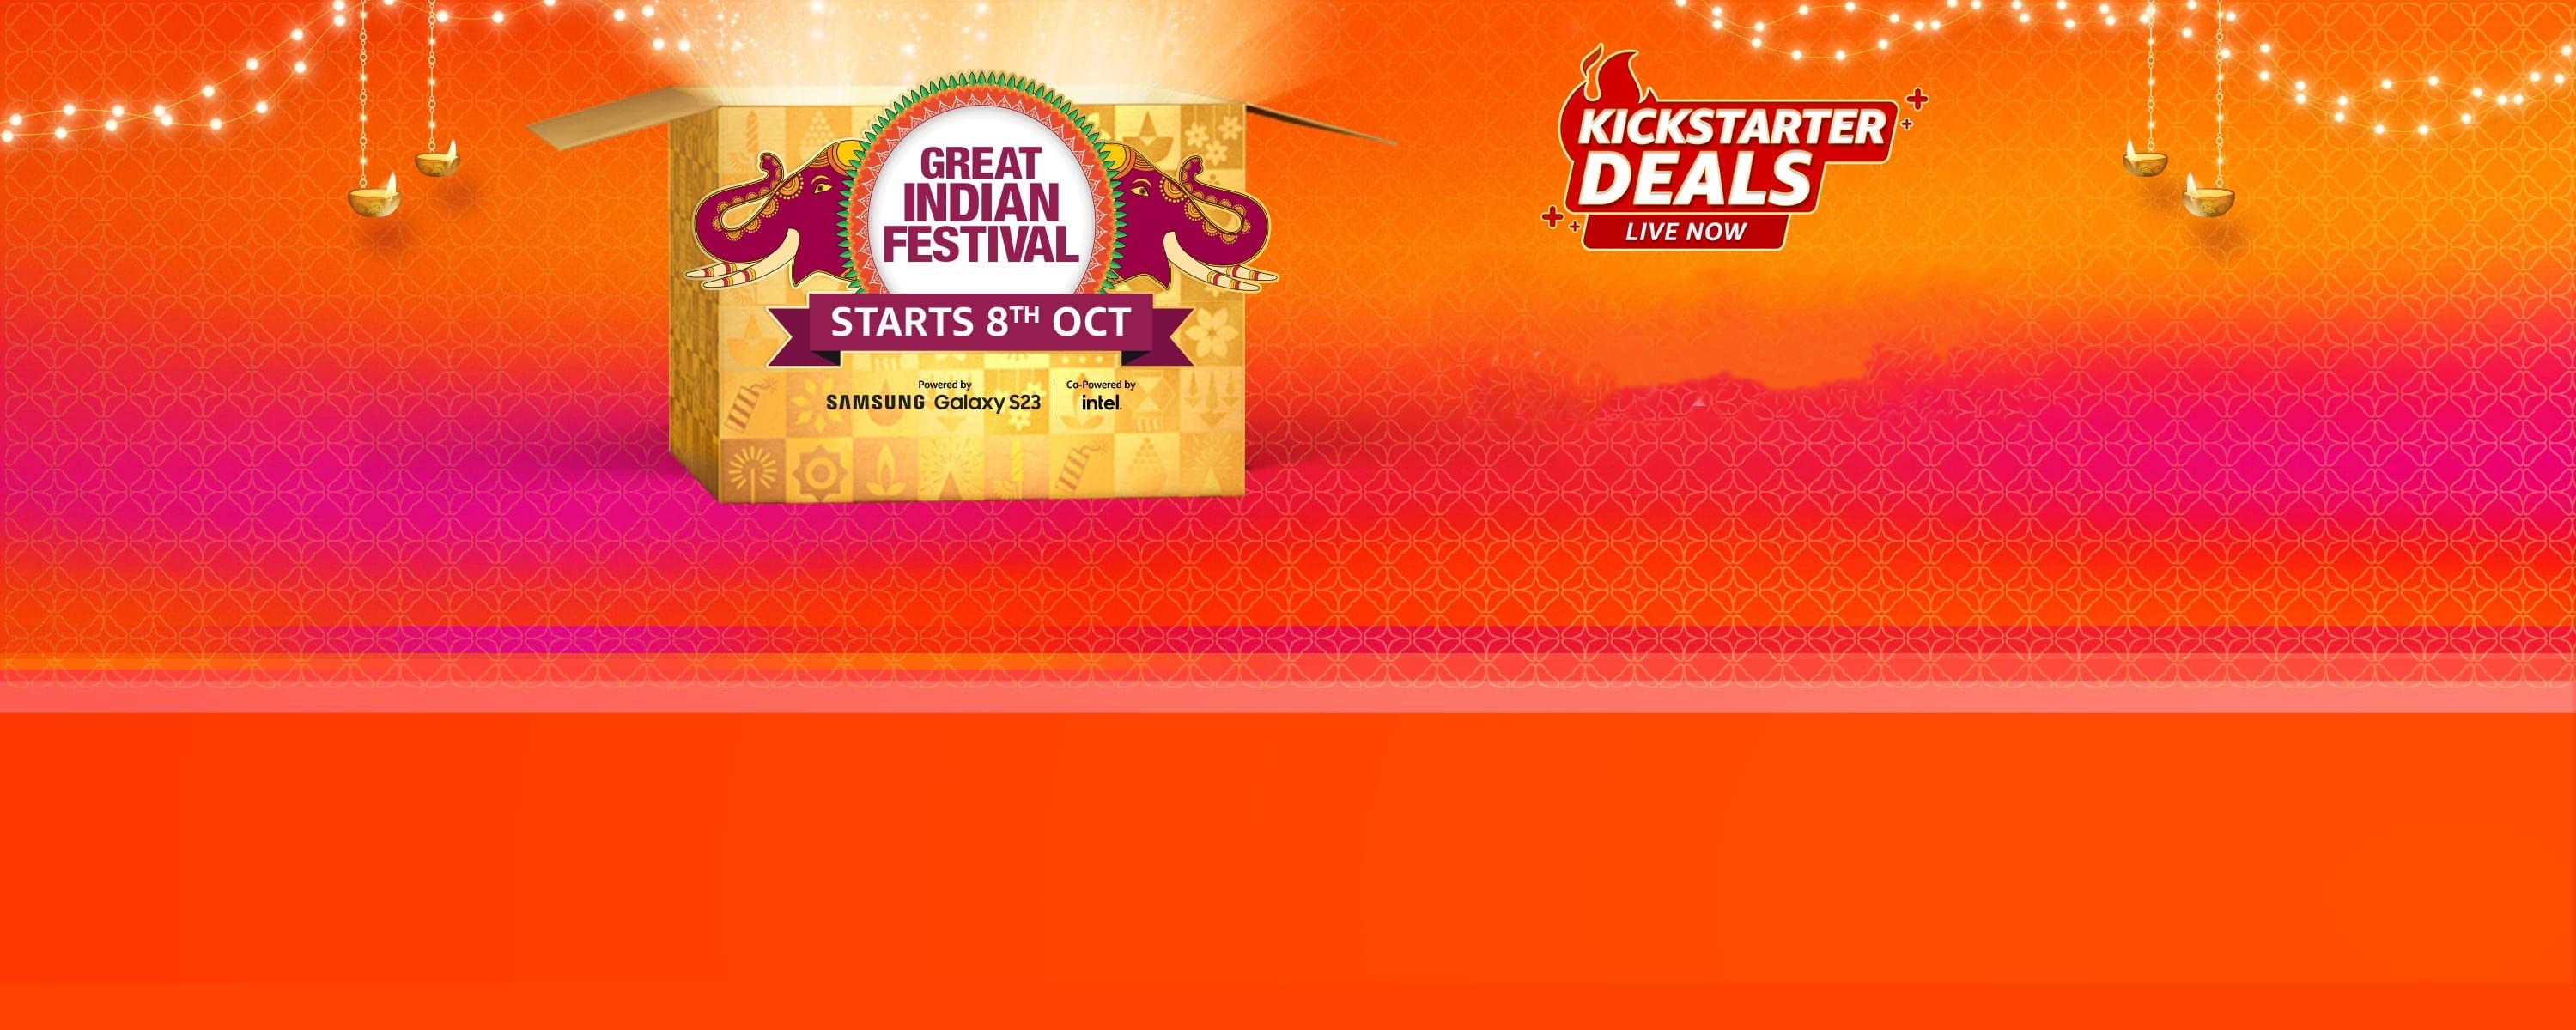 GREAT
INDIAN
FESTIVAL
STARTS 8TH OCT
Powered by
SAMSUNG Galaxy S23
Co-Powered by
intel.
KICKSTARTER
DEALS
LIVE NOW